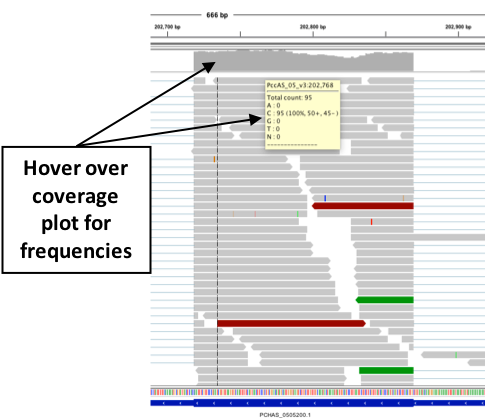 666 bp
202,700 bp
202,800 bp
202,900 bp
PccAS_05_v3:202,768
Total count: 95
A : 0
C : 95 (100%, 50+, 45- )
G : 0
T : 0
N : 0
---------------
Hover over
coverage
plot for
frequencies
PCHAS_0505200.1